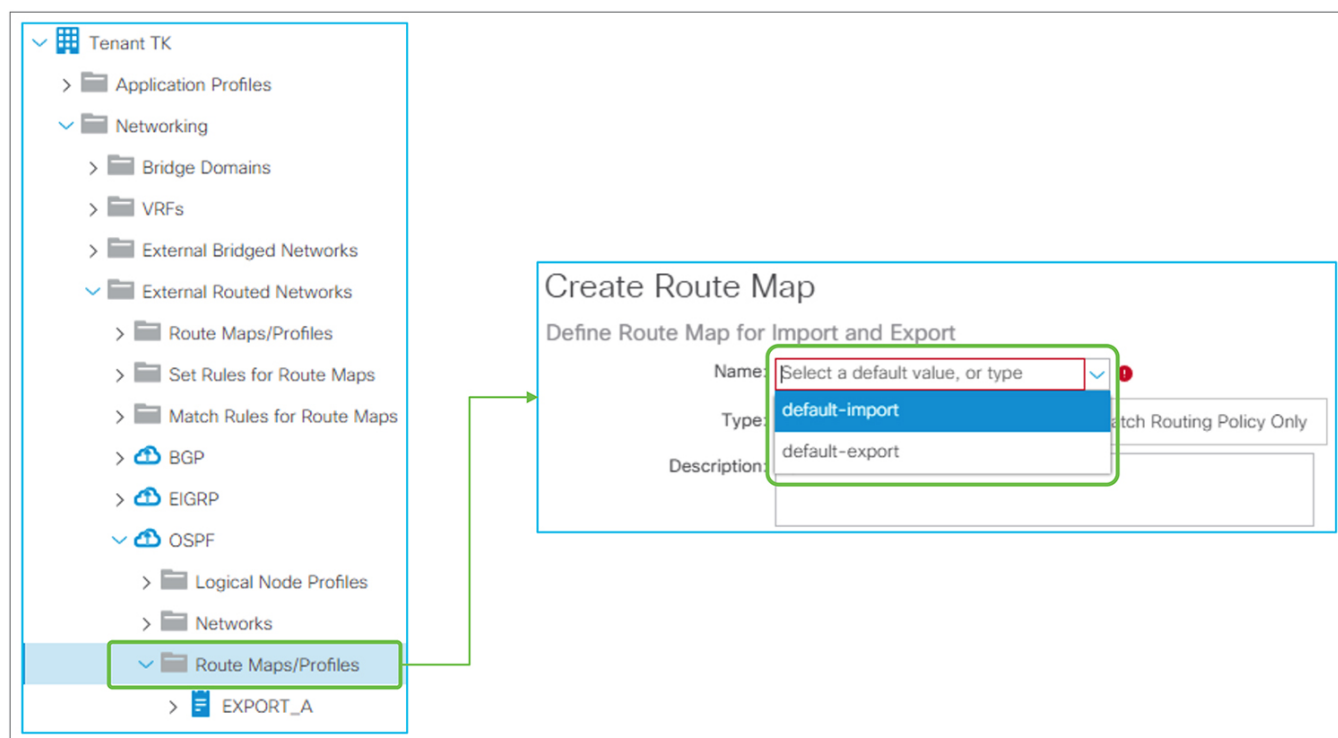 Tenant TK
Application Profiles
Networking
Bridge Domains
VRFs
External Bridged Networks
External Routed Networks
Route Maps/Profiles
Set Rules for Route Maps
Match Rules for Route Maps
BGP
EIGRP
OSPF
Logical Node Profiles
Networks
Route Maps/Profiles
EXPORT_A
Create Route Map
Define Route Map for Import and Export
Name: Select a default value, or type
default-import
Type: atch Routing Policy Only
default-export
Description: